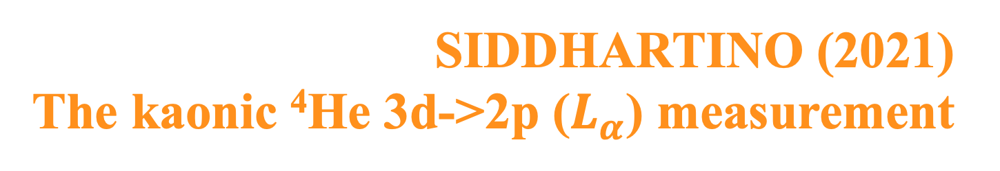 SIDDHARTINO (2021)
The kaonic ⁴He 3d->2p (Lα) measurement